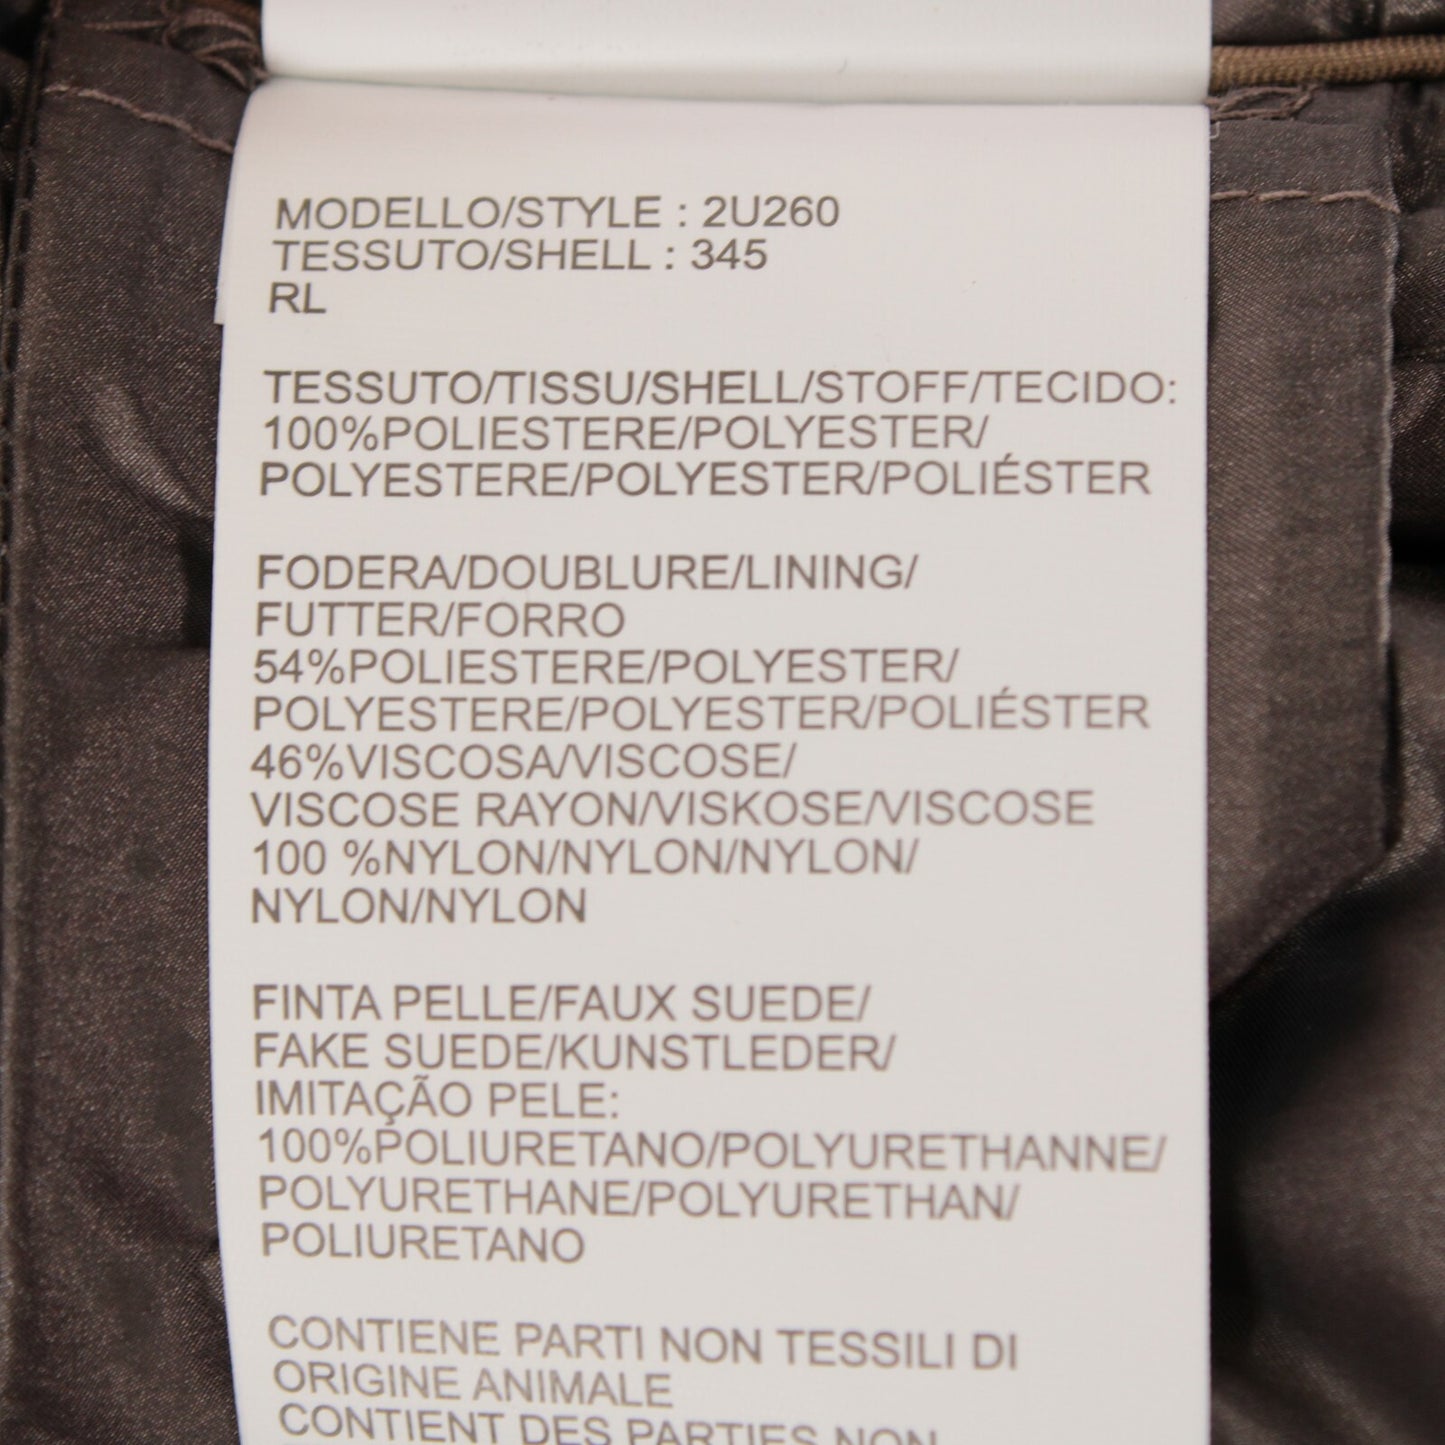 MODELLO/STYLE : 2U260
TESSUTO/SHELL : 345
RL
TESSUTO/TISSU/SHELL/STOFF/TECIDO:
100%POLIESTERE/POLYESTER/
POLYESTERE/POLYESTER/POLIÉSTER
FODERA/DOUBLURE/LINING/
FUTTER/FORRO
54%POLIESTERE/POLYESTER/
POLYESTERE/POLYESTER/POLIÉSTER
46%VISCOSA/VISCOSE/
VISCOSE RAYON/VISKOSE/VISCOSE
100 %NYLON/NYLON/NYLON/
NYLON/NYLON
FINTA PELLE/FAUX SUEDE/
FAKE SUEDE/KUNSTLEDER/
IMITAÇÃO PELE:
100%POLIURETANO/POLYURETHANNE/
POLYURETHANE/POLYURETHAN/
POLIURETANO
CONTIENE PARTI NON TESSILI DI
ORIGINE ANIMALE
CONTIENT DES PARTIES NON